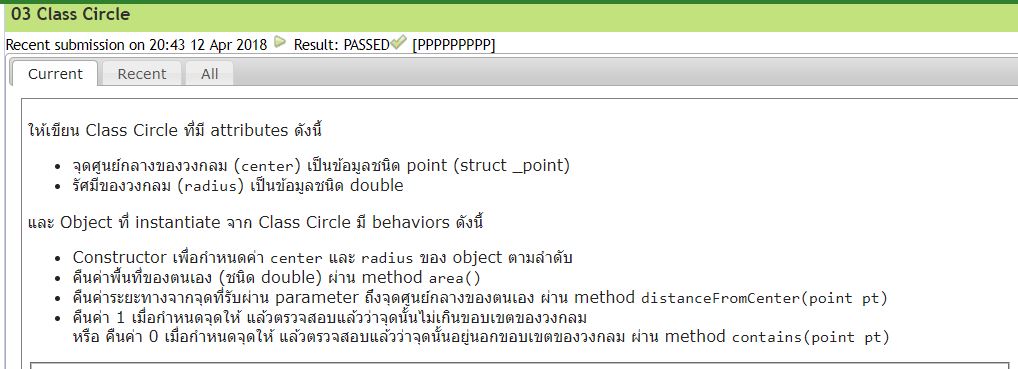 03 Class Circle
Recent submission on 20:43 12 Apr 2018 Result: PASSED [PPPPPPPPP]
Current Recent All
ให้เขียน Class Circle ที่มี attributes ดังนี้
• จุดศูนย์กลางของวงกลม (center) เป็นข้อมูลชนิด point (struct _point)
• รัศมีของวงกลม (radius) เป็นข้อมูลชนิด double
และ Object ที่ instantiate จาก Class Circle มี behaviors ดังนี้
• Constructor เพื่อกำหนดค่า center และ radius ของ object ตามลำดับ
• คืนค่าพื้นที่ของตนเอง (ชนิด double) ผ่าน method area()
• คืนค่าระยะทางจากจุดที่รับผ่าน parameter ถึงจุดศูนย์กลางของตนเอง ผ่าน method distanceFromCenter(point pt)
• คืนค่า 1 เมื่อกำหนดจุดให้ แล้วตรวจสอบแล้วว่าจุดนั้นไม่เกินขอบเขตของวงกลม
หรือ คืนค่า 0 เมื่อกำหนดจุดให้ แล้วตรวจสอบแล้วว่าจุดนั้นอยู่นอกขอบเขตของวงกลม ผ่าน method contains(point pt)